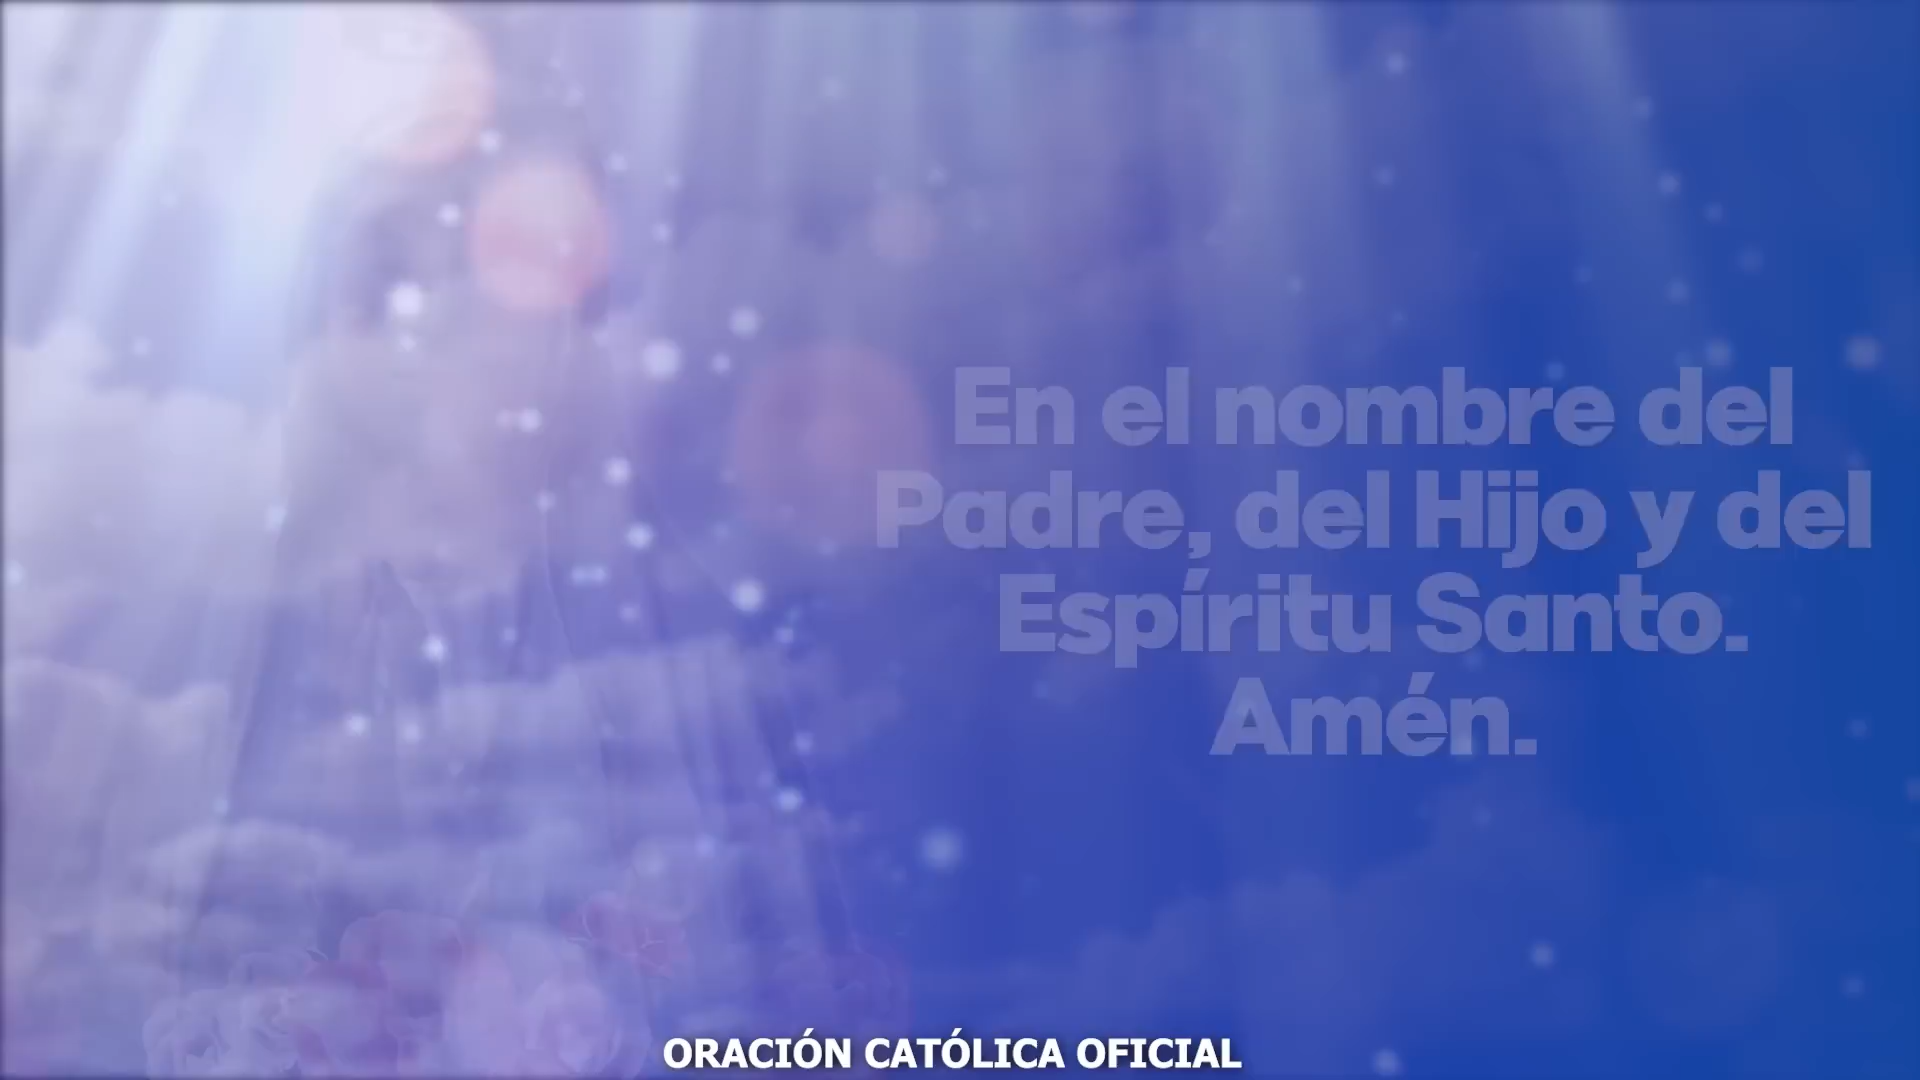 En el nombre del
Padre, del Hijo y del
Espíritu Santo.
Amén.
ORACIÓN CATÓLICA OFICIAL